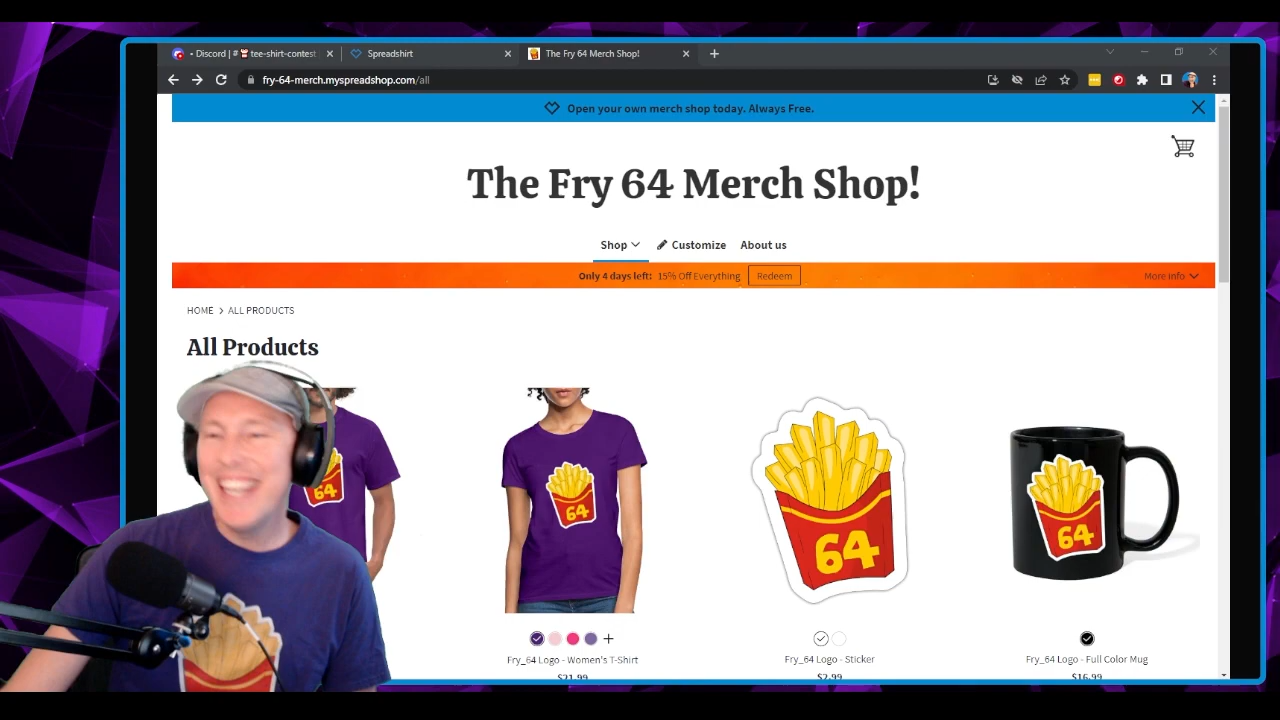 Discord | # tee-shirt-contest
Spreadshirt
The Fry 64 Merch Shop!
fry-64-merch.myspreadshop.com/all
Open your own merch shop today. Always Free.
The Fry 64 Merch Shop!
Shop
Customize
About us
Only 4 days left: 15% Off Everything
Redeem
More info
HOME > ALL PRODUCTS
All Products
64
64
64
64
Fry_64 Logo - Women's T-Shirt
Fry_64 Logo - Sticker
Fry_64 Logo - Full Color Mug
$21.99
$2.99
$16.99